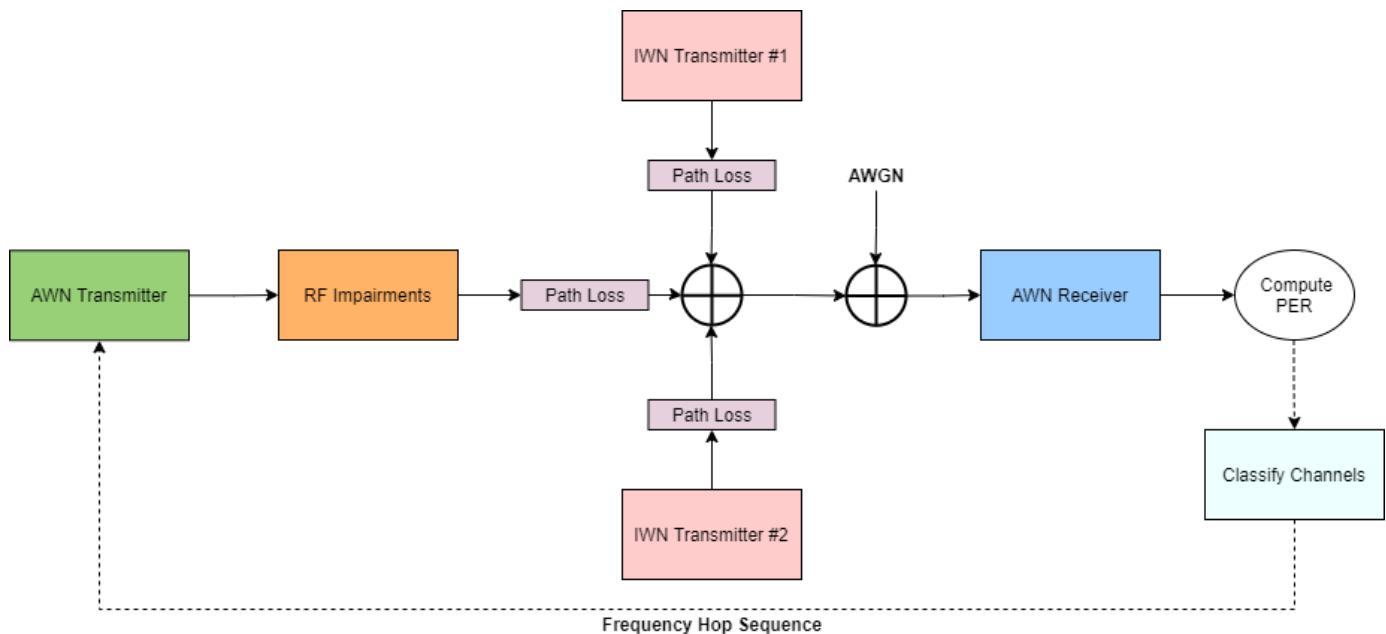 IWN Transmitter #1
Path Loss
AWGN
AWN Transmitter
RF Impairments
Path Loss
AWN Receiver
Compute
PER
Path Loss
Classify Channels
IWN Transmitter #2
Frequency Hop Sequence